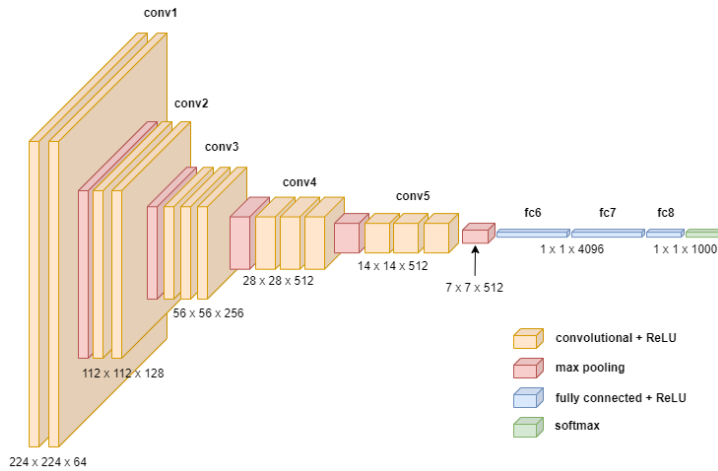 conv1
conv2
conv3
conv4
conv5
fc6
fc7
fc8
1 x 1 x 4096
1 x 1 x 1000
28 x 28 x 512
14 x 14 x 512
7 x 7 x 512
56 x 56 x 256
112 x 112 x 128
224 x 224 x 64
convolutional + ReLU
max pooling
fully connected + ReLU
softmax